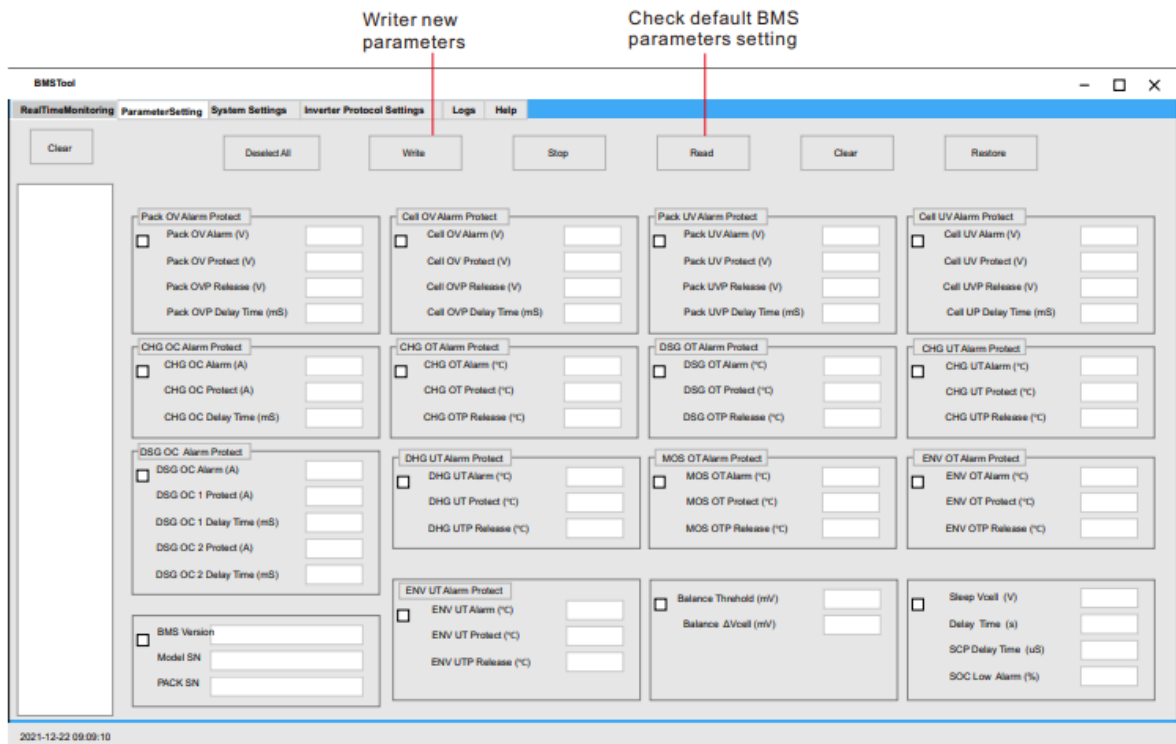 Writer new
parameters
Check default BMS
parameters setting
BMSTool
RealTimeMonitoring ParameterSetting System Settings Inverter Protocol Settings Logs Help
Clear
Deselect All
Write
Stop
Read
Clear
Restore
Pack OV Alarm Protect
Pack OV Alarm (V)
Pack OV Protect (V)
Pack OVP Release (V)
Pack OVP Delay Time (mS)
Cell OV Alarm Protect
Cell OV Alarm (V)
Cell OV Protect (V)
Cell OVP Release (V)
Cell OVP Delay Time (mS)
Pack UV Alarm Protect
Pack UV Alarm (V)
Pack UV Protect (V)
Pack UVP Release (V)
Pack UVP Delay Time (mS)
Cell UV Alarm Protect
Cell UV Alarm (V)
Cell UV Protect (V)
Cell UVP Release (V)
Cell UP Delay Time (mS)
CHG OC Alarm Protect
CHG OC Alarm (A)
CHG OC Protect (A)
CHG OC Delay Time (mS)
CHG OT Alarm Protect
CHG OT Alarm (℃)
CHG OT Protect (℃)
CHG OTP Release (℃)
DSG OT Alarm Protect
DSG OT Alarm (℃)
DSG OT Protect (℃)
DSG OTP Release (℃)
CHG UT Alarm Protect
CHG UT Alarm (℃)
CHG UT Protect (℃)
CHG UTP Release (℃)
DSG OC Alarm Protect
DSG OC Alarm (A)
DSG OC 1 Protect (A)
DSG OC 1 Delay Time (mS)
DSG OC 2 Protect (A)
DSG OC 2 Delay Time (mS)
DHG UT Alarm Protect
DHG UT Alarm (℃)
DHG UT Protect (℃)
DHG UTP Release (℃)
MOS OT Alarm Protect
MOS OT Alarm (℃)
MOS OT Protect (℃)
MOS OTP Release (℃)
ENV OT Alarm Protect
ENV OT Alarm (℃)
ENV OT Protect (℃)
ENV OTP Release (℃)
BMS Version
Model SN
PACK SN
ENV UT Alarm Protect
ENV UT Alarm (℃)
ENV UT Protect (℃)
ENV UTP Release (℃)
Balance Threhold (mV)
Balance ΔVcell (mV)
Sleep Vcell (V)
Delay Time (s)
SCP Delay Time (uS)
SOC Low Alarm (%)
2021-12-22 09:09:10